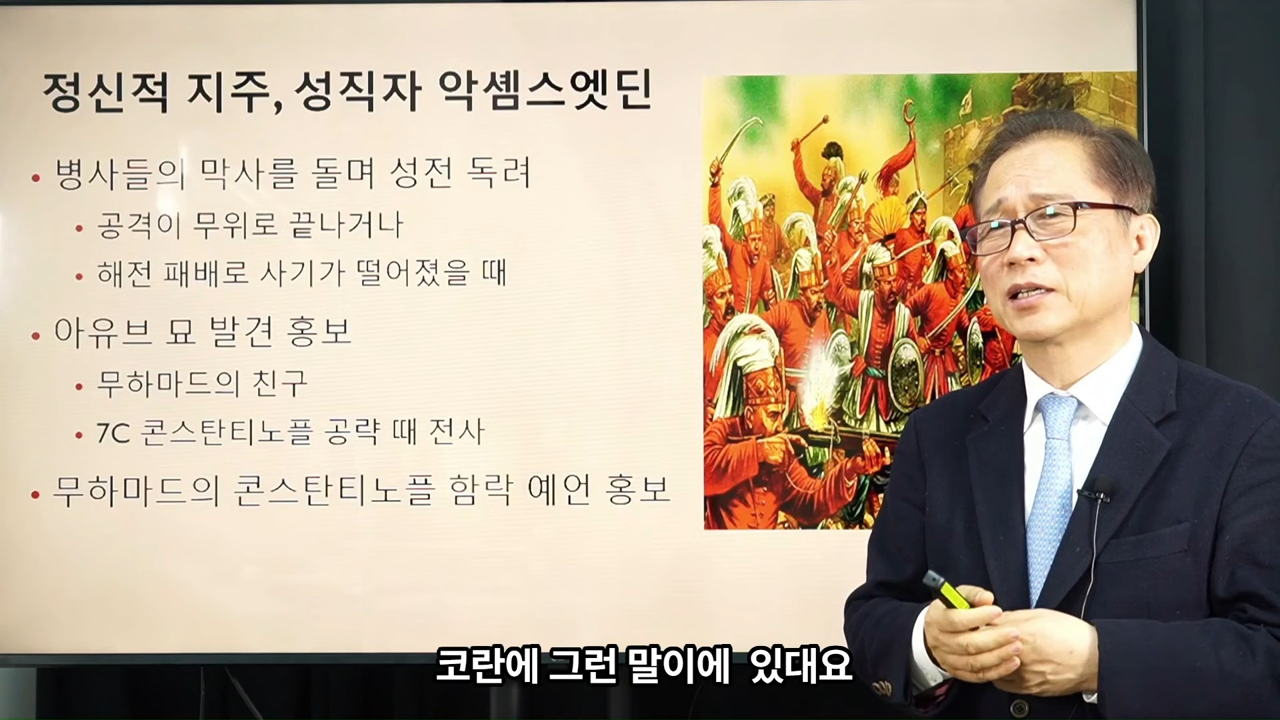 정신적 지주, 성직자 악셈스엣딘
• 병사들의 막사를 돌며 성전 독려
• 공격이 무위로 끝나거나
• 해전 패배로 사기가 떨어졌을 때
• 아유브 묘 발견 홍보
• 무하마드의 친구
• 7C 콘스탄티노플 공략 때 전사
• 무하마드의 콘스탄티노플 함락 예언 홍보
코란에 그런 말이에 있대요